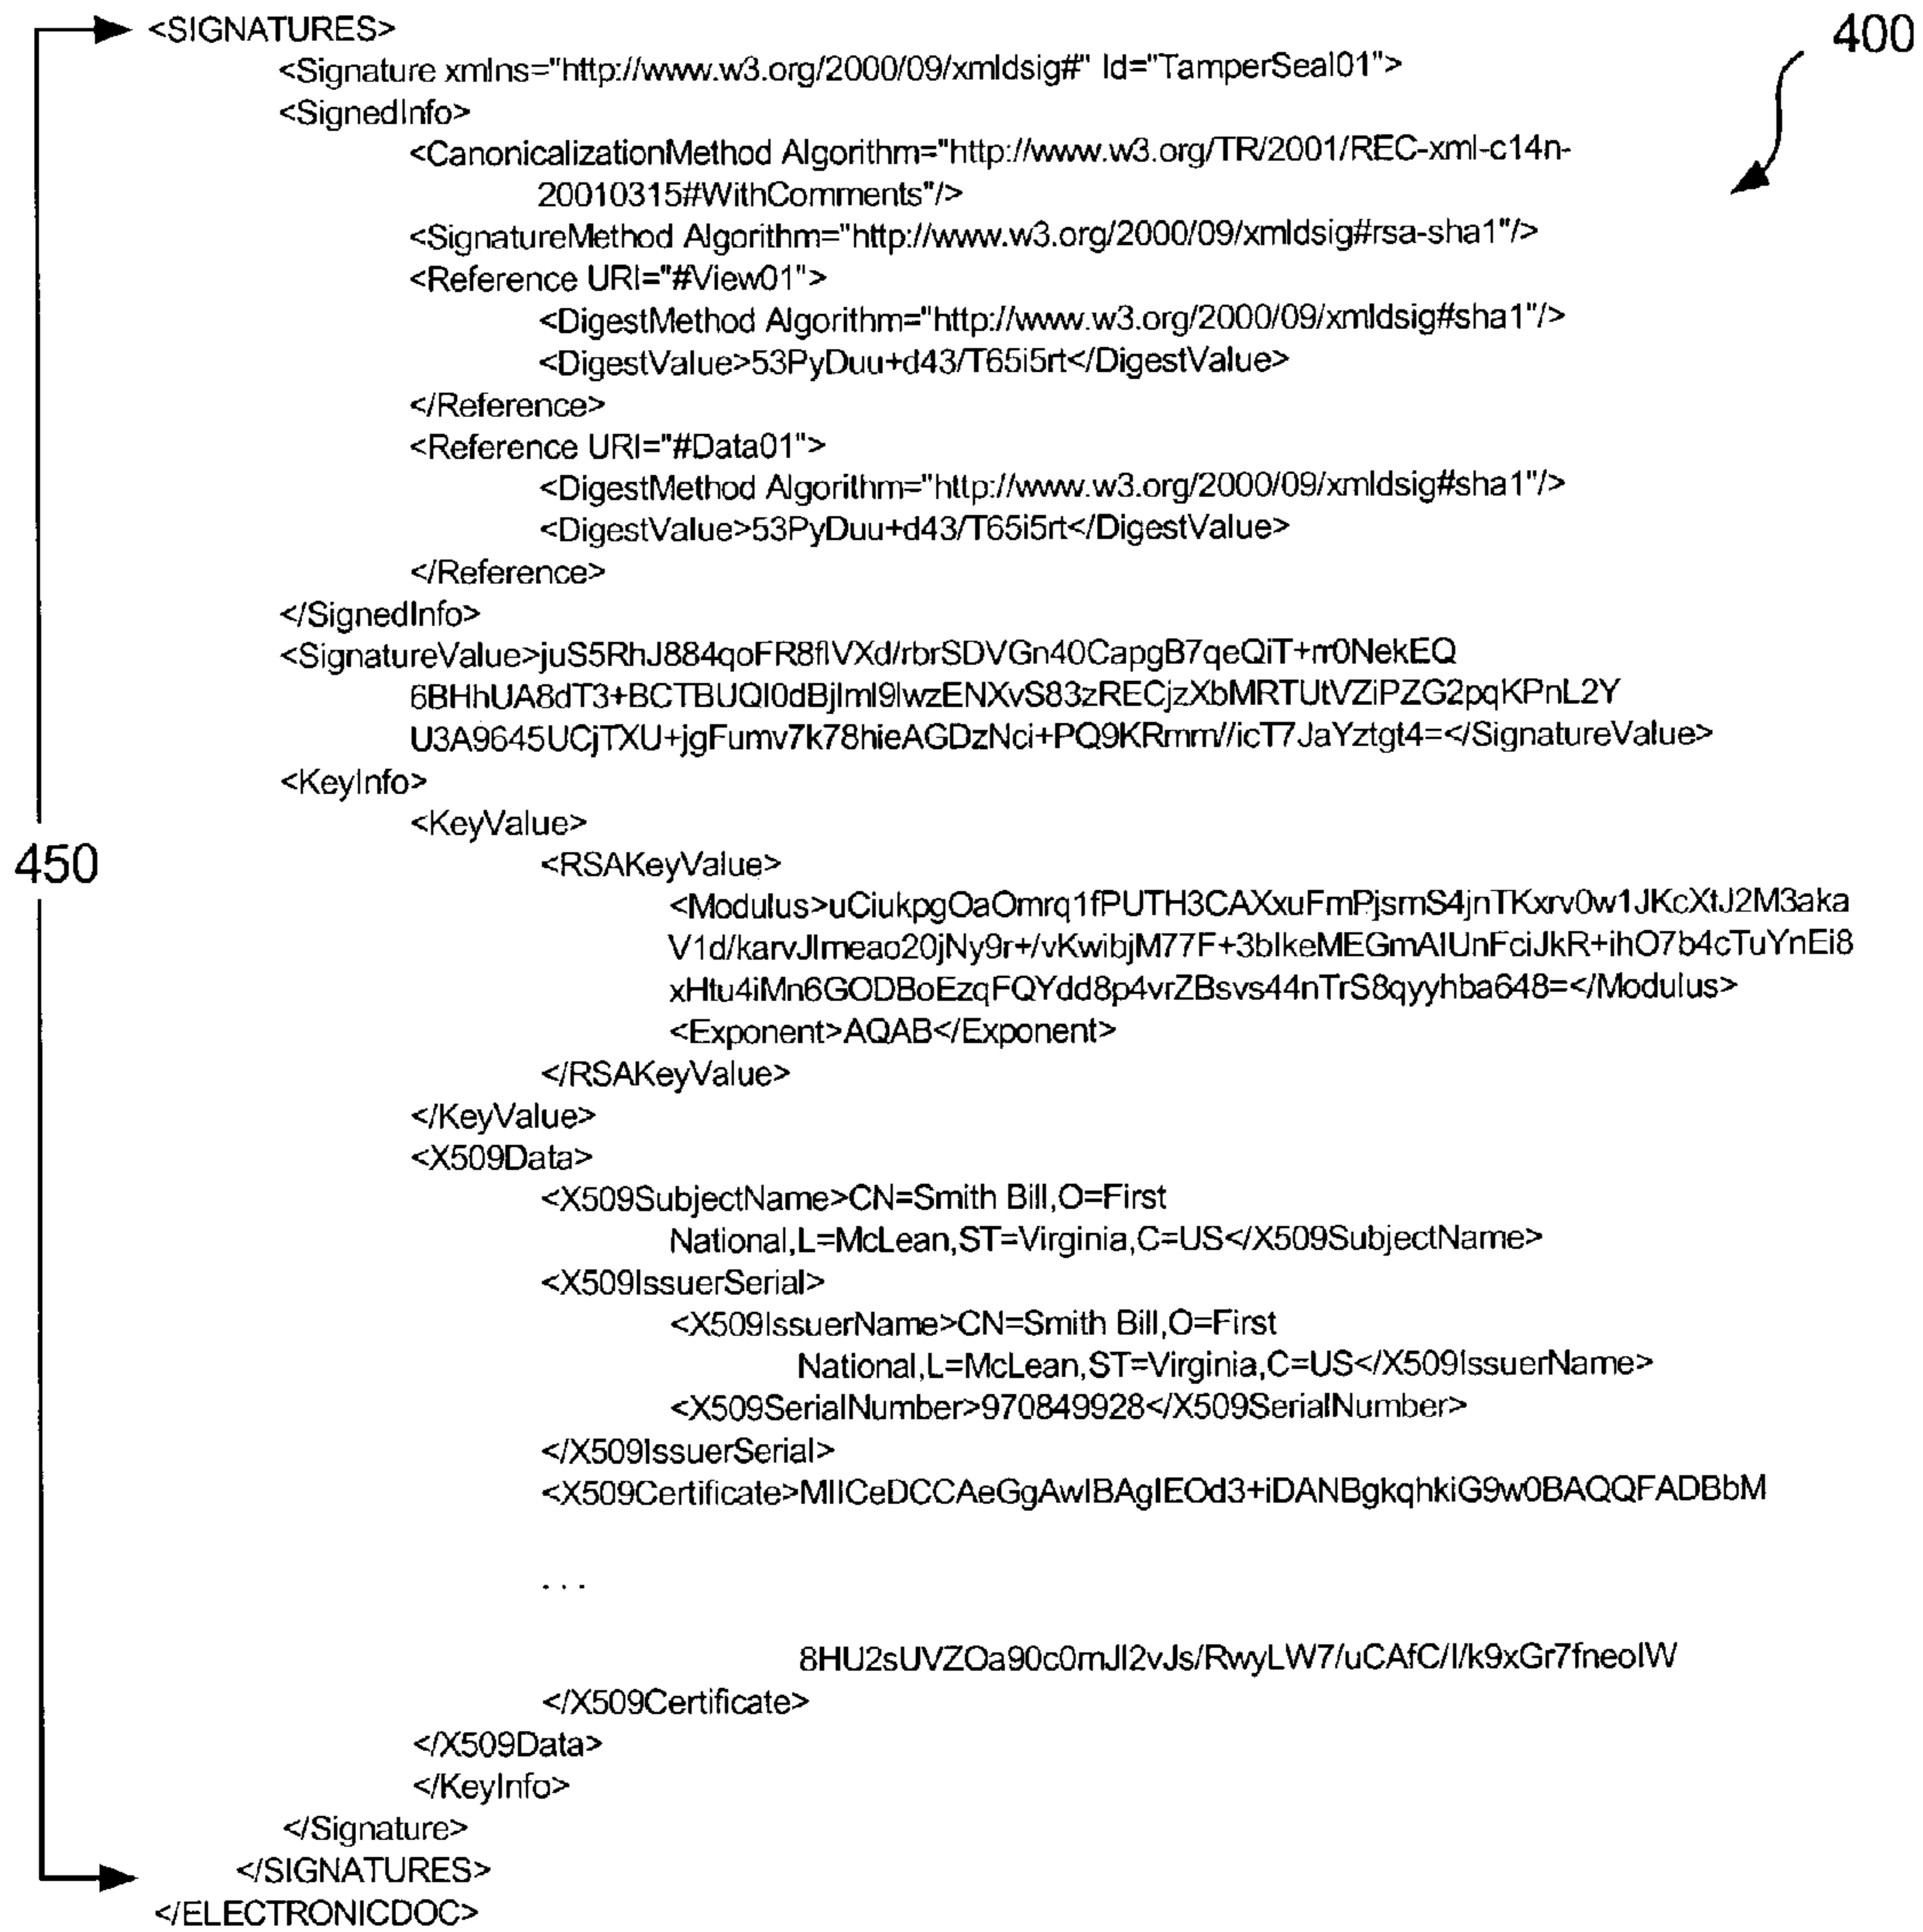 <SIGNATURES>
400
<Signature xmlns="http://www.w3.org/2000/09/xmldsig#" Id="TamperSeal01">
<SignedInfo>
<CanonicalizationMethod Algorithm="http://www.w3.org/TR/2001/REC-xml-c14n-
20010315#WithComments"/>
<SignatureMethod Algorithm="http://www.w3.org/2000/09/xmldsig#rsa-sha1"/>
<Reference URI="#View01">
<DigestMethod Algorithm="http://www.w3.org/2000/09/xmldsig#sha1"/>
<DigestValue>53PyDuu+d43/T65i5rt</DigestValue>
</Reference>
<Reference URI="#Data01">
<DigestMethod Algorithm="http://www.w3.org/2000/09/xmldsig#sha1"/>
<DigestValue>53PyDuu+d43/T65i5rt</DigestValue>
</Reference>
</SignedInfo>
<SignatureValue>juS5RhJ884qoFR8flVXd/rbrSDVGn40CapgB7qeQiT+rr0NekEQ
6BHhUA8dT3+BCTBUQl0dBjlml9lwzENXvS83zRECjzXbMRTUtVZiPZG2pqKPnL2Y
U3A9645UCjTXU+jgFumv7k78hieAGDzNci+PQ9KRmm//icT7JaYztgt4=</SignatureValue>
<KeyInfo>
<KeyValue>
450
<RSAKeyValue>
<Modulus>uCiukpgOaOmrq1fPUTH3CAXxuFmPjsmS4jnTKxrv0w1JKcXtJ2M3aka
V1d/karvJlmeao20jNy9r+/vKwibjM77F+3blkeMEGmAlUnFciJkR+ihO7b4cTuYnEi8
xHtu4iMn6GODBoEzqFQYdd8p4vrZBsvs44nTrS8qyyhba648=</Modulus>
<Exponent>AQAB</Exponent>
</RSAKeyValue>
</KeyValue>
<X509Data>
<X509SubjectName>CN=Smith Bill,O=First
National,L=McLean,ST=Virginia,C=US</X509SubjectName>
<X509IssuerSerial>
<X509IssuerName>CN=Smith Bill,O=First
National,L=McLean,ST=Virginia,C=US</X509IssuerName>
<X509SerialNumber>970849928</X509SerialNumber>
</X509IssuerSerial>
<X509Certificate>MIICeDCCAeGgAwIBAgIEOd3+iDANBgkqhkiG9w0BAQQFADBbM
. . .
8HU2sUVZOa90c0mJl2vJs/RwyLW7/uCAfC/I/k9xGr7fneolW
</X509Certificate>
</X509Data>
</KeyInfo>
</Signature>
</SIGNATURES>
</ELECTRONICDOC>